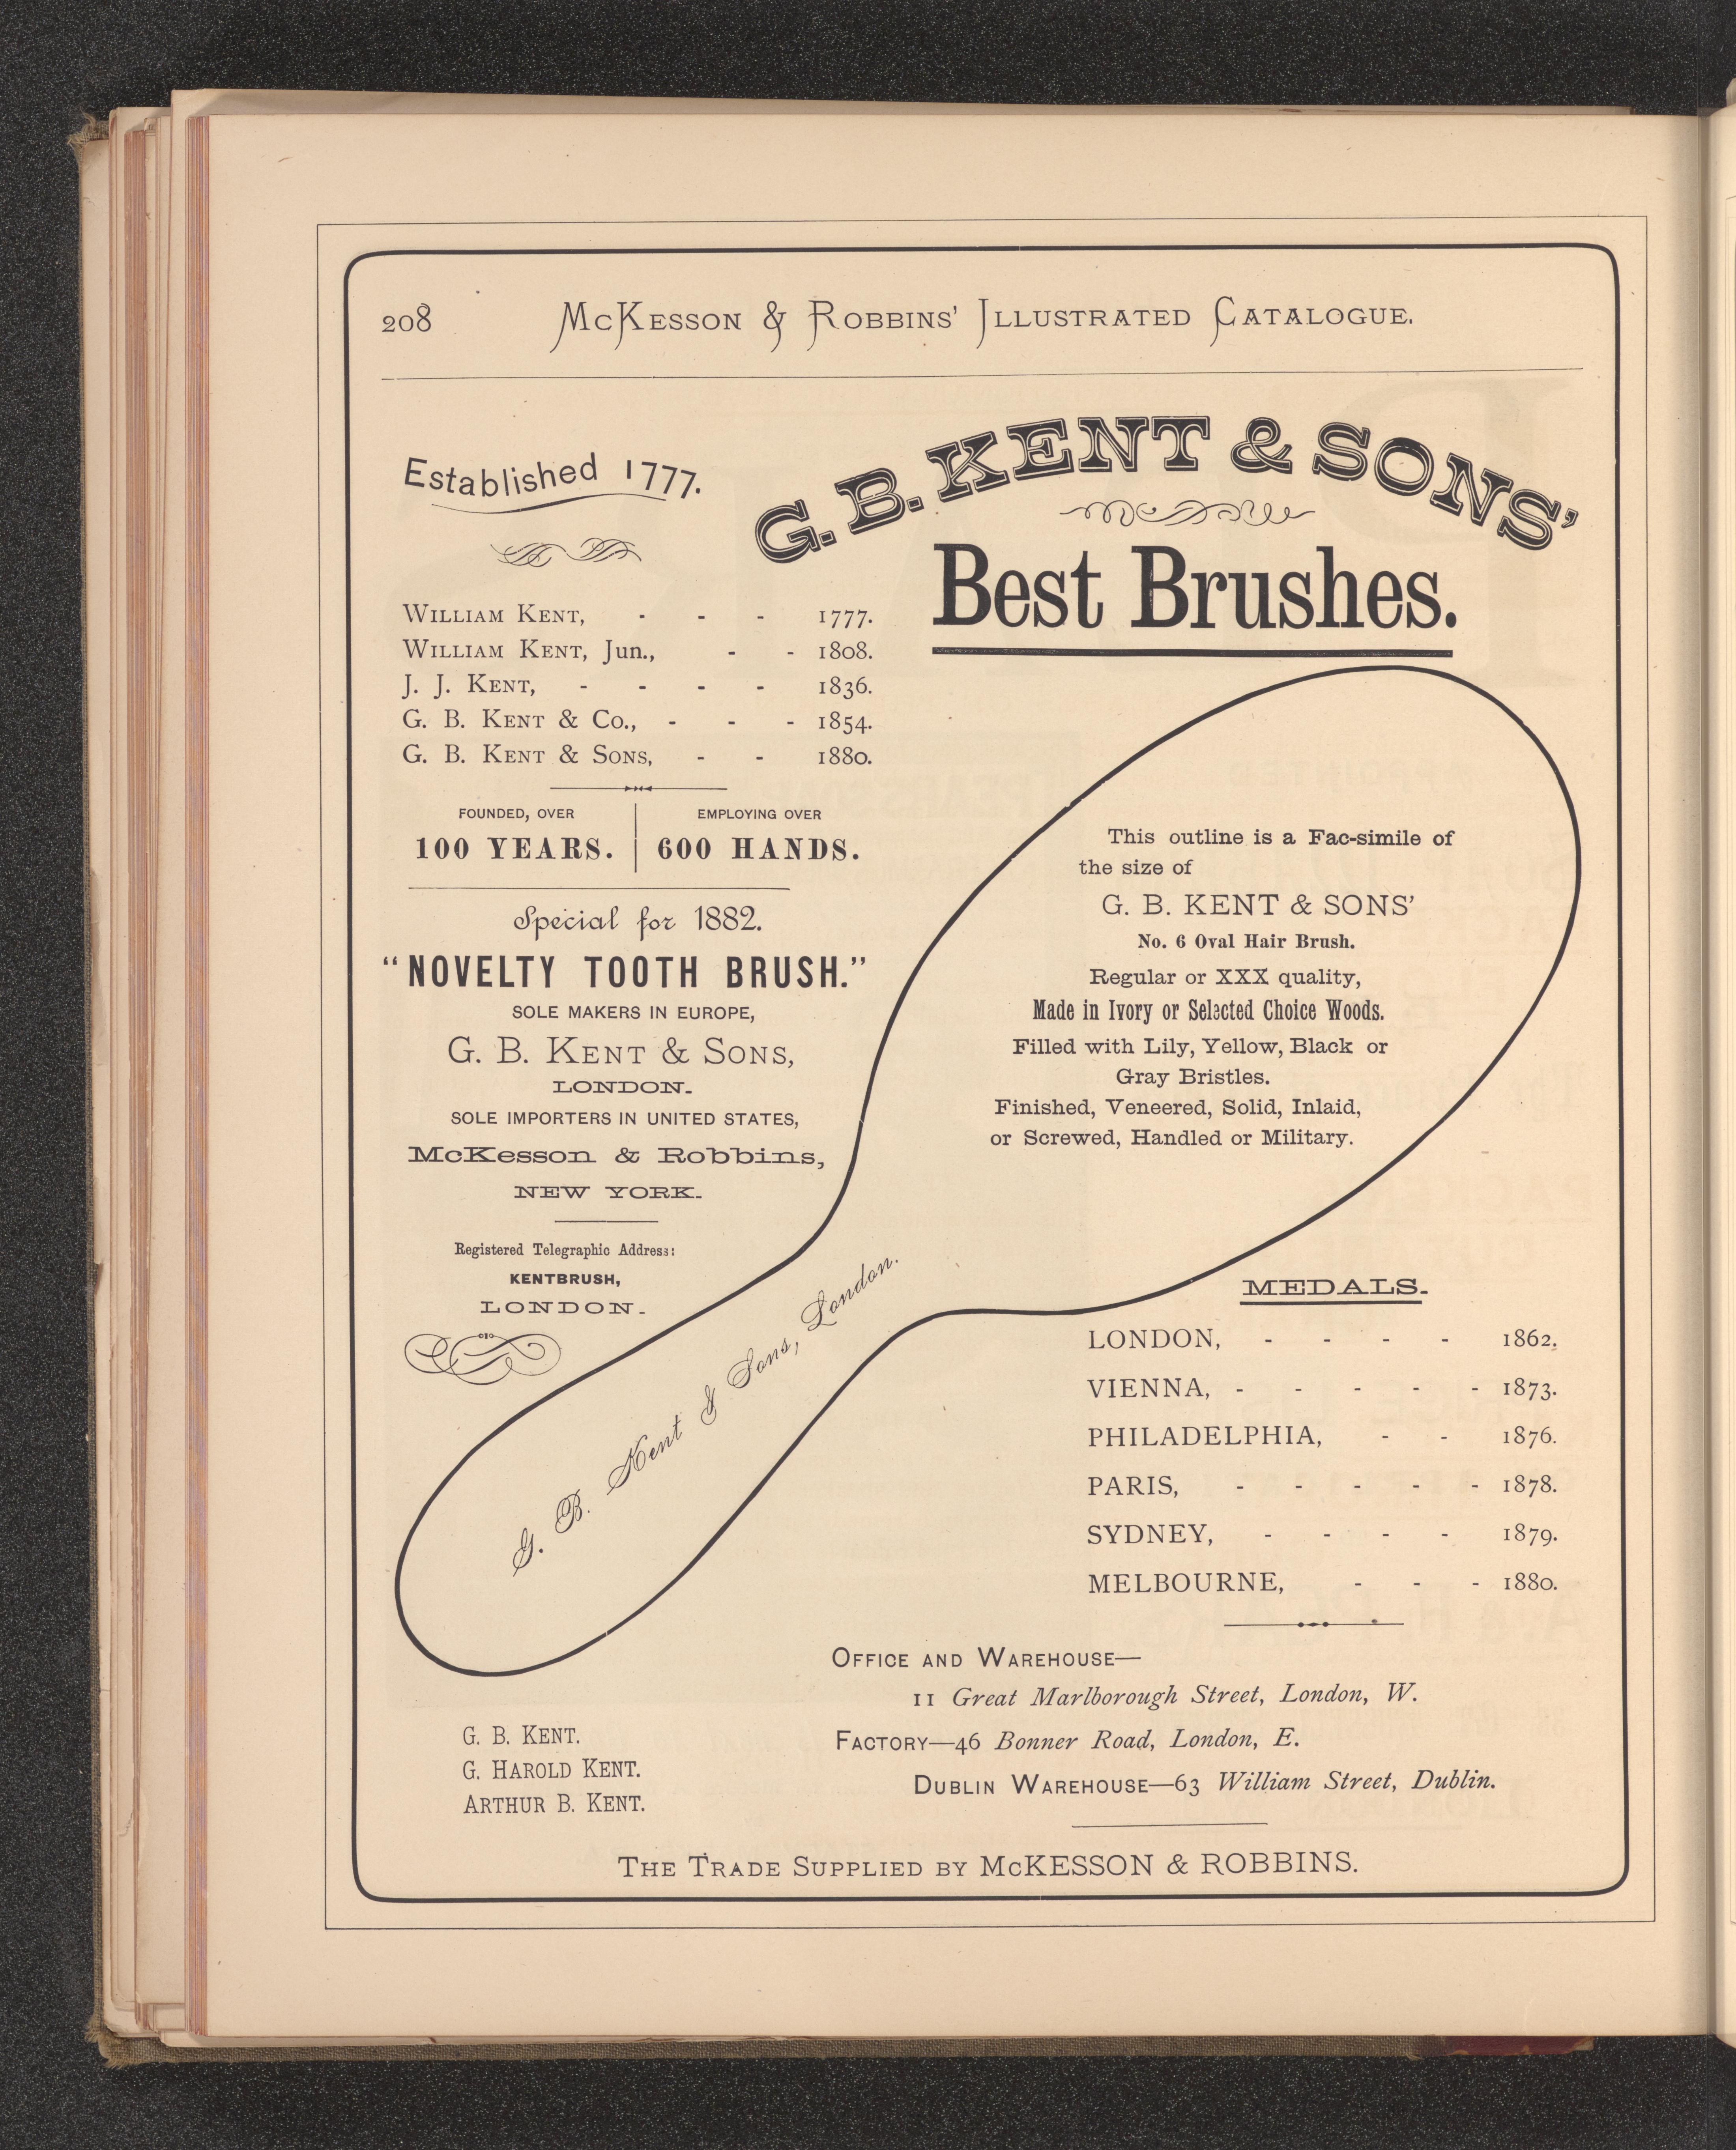 208
McKesson & Robbins' Illustrated Catalogue.
Established 1777.
William Kent, - - - 1777.
William Kent, Jun., - - 1808.
J. J. Kent, - - - - 1836.
G. B. Kent & Co., - - - 1854.
G. B. Kent & Sons, - - 1880.
FOUNDED, OVER
100 YEARS.
EMPLOYING OVER
600 HANDS.
Special for 1882.
"NOVELTY TOOTH BRUSH."
SOLE MAKERS IN EUROPE,
G. B. Kent & Sons,
LONDON.
SOLE IMPORTERS IN UNITED STATES,
McKesson & Robbins,
NEW YORK.
Registered Telegraphic Address:
KENTBRUSH,
LONDON.
G. B. KENT & SONS'
Best Brushes.
This outline is a Fac-simile of
the size of
G. B. KENT & SONS'
No. 6 Oval Hair Brush.
Regular or XXX quality,
Made in Ivory or Selected Choice Woods.
Filled with Lily, Yellow, Black or
Gray Bristles.
Finished, Veneered, Solid, Inlaid,
or Screwed, Handled or Military.
G. B. Kent & Sons, London.
MEDALS.
LONDON, - - - - 1862.
VIENNA, - - - - - 1873.
PHILADELPHIA, - - 1876.
PARIS, - - - - - 1878.
SYDNEY, - - - - 1879.
MELBOURNE, - - - 1880.
Office and Warehouse—
11 Great Marlborough Street, London, W.
Factory—46 Bonner Road, London, E.
Dublin Warehouse—63 William Street, Dublin.
G. B. Kent.
G. Harold Kent.
Arthur B. Kent.
The Trade Supplied by McKESSON & ROBBINS.